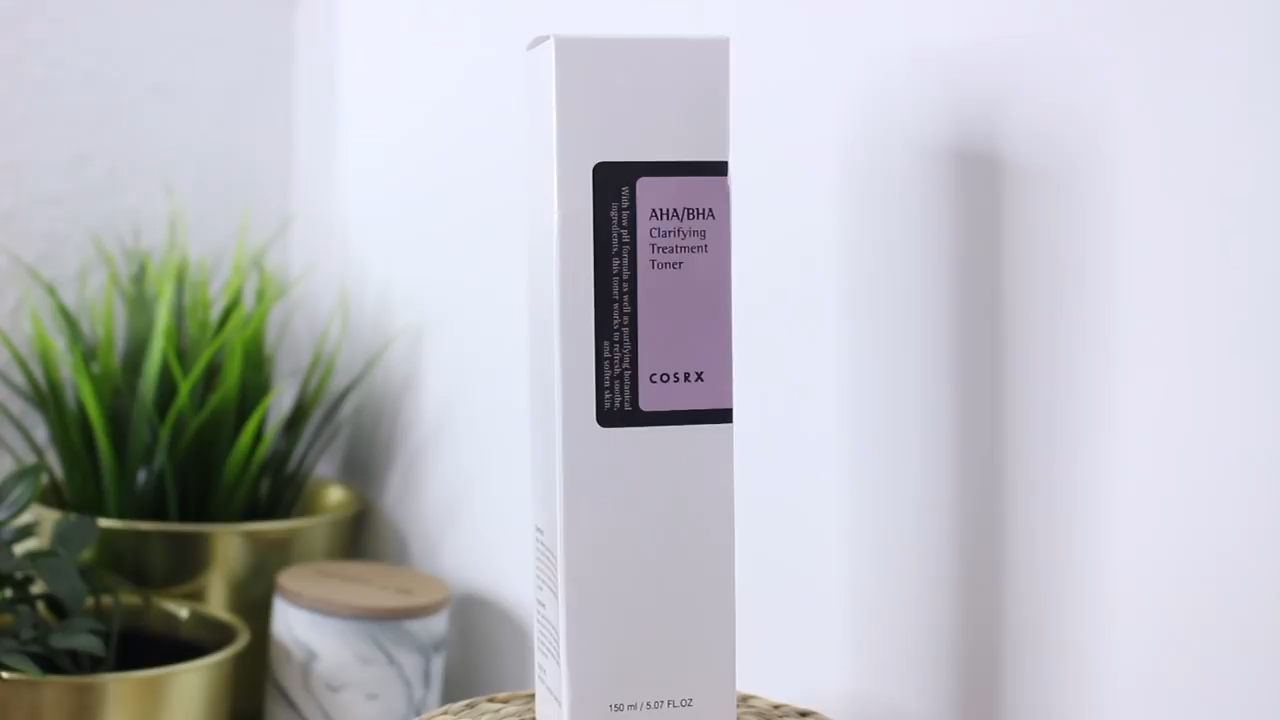 AHA/BHA
Clarifying
Treatment
Toner
COSRX
With low pH formula as well as purifying botanical
ingredients, this toner works to refresh, soothe,
and soften skin.
150 ml / 5.07 FL.OZ